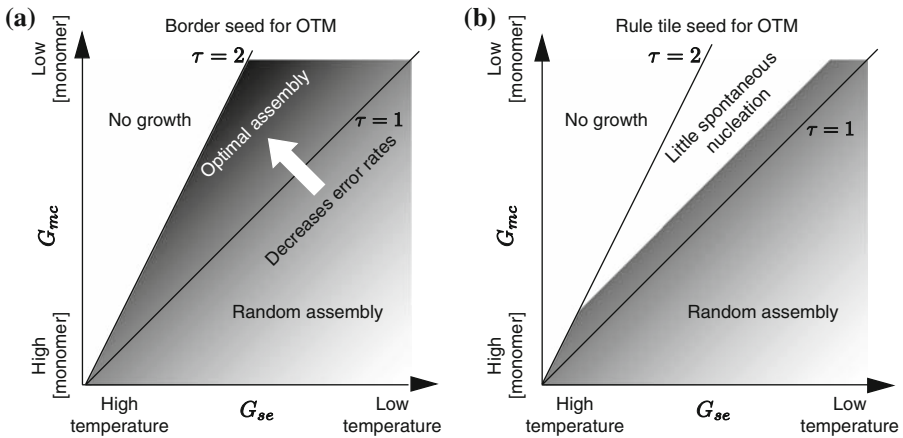 (a)
Border seed for OTM
Low
[monomer]
τ = 2
No growth
Optimal assembly
τ = 1
Decreases error rates
G_mc
Random assembly
High
[monomer]
High
temperature
G_se
Low
temperature
(b)
Rule tile seed for OTM
Low
[monomer]
τ = 2
No growth
Little spontaneous
nucleation
τ = 1
G_mc
Random assembly
High
[monomer]
High
temperature
G_se
Low
temperature